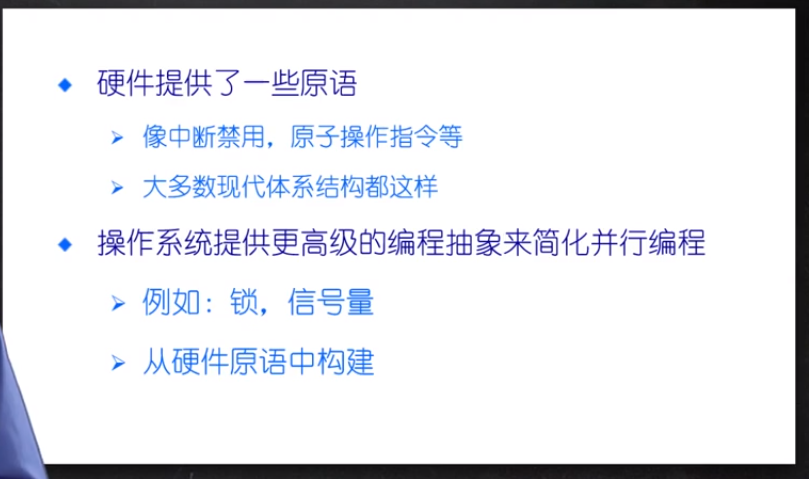 硬件提供了一些原语
像中断禁用，原子操作指令等
大多数现代体系结构都这样
操作系统提供更高级的编程抽象来简化并行编程
例如：锁，信号量
从硬件原语中构建